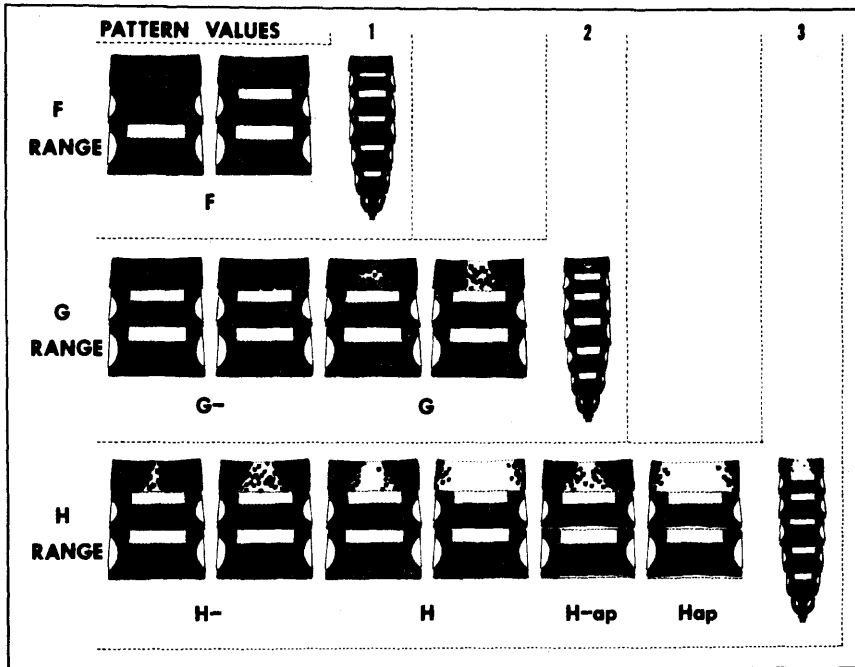 PATTERN VALUES 1 2 3
F
RANGE
F
G
RANGE
G– G
H
RANGE
H– H H–ap Hap